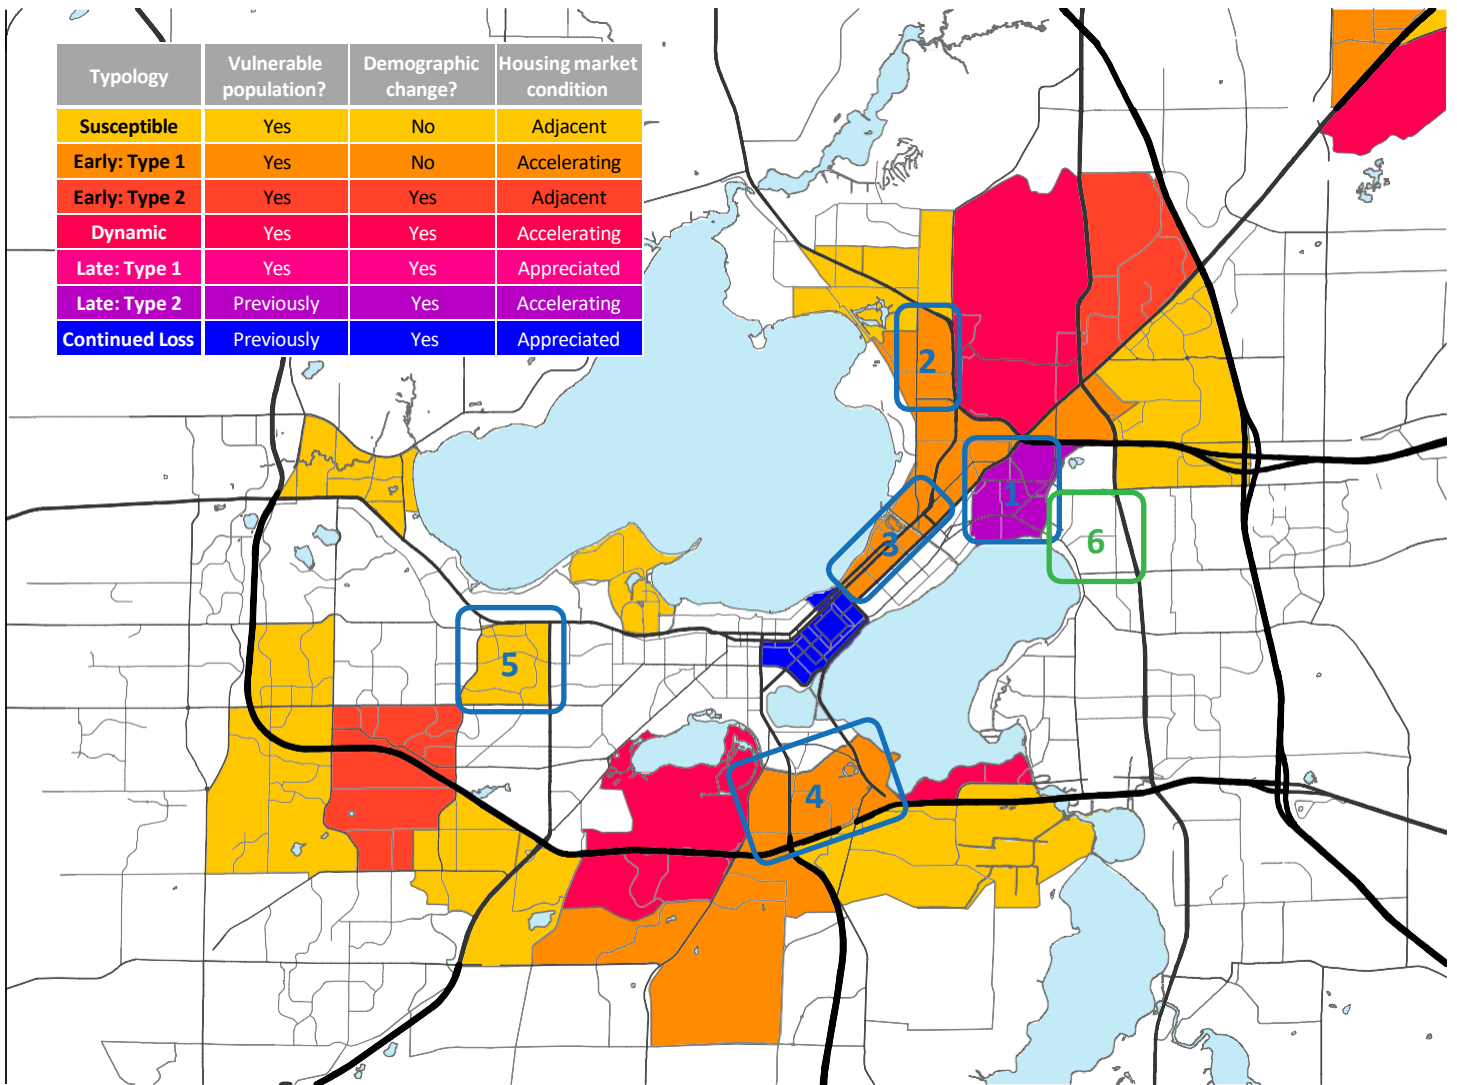 Typology Vulnerable population? Demographic change? Housing market condition
Susceptible Yes No Adjacent
Early: Type 1 Yes No Accelerating
Early: Type 2 Yes Yes Adjacent
Dynamic Yes Yes Accelerating
Late: Type 1 Yes Yes Appreciated
Late: Type 2 Previously Yes Accelerating
Continued Loss Previously Yes Appreciated
2
1
3
6
5
4